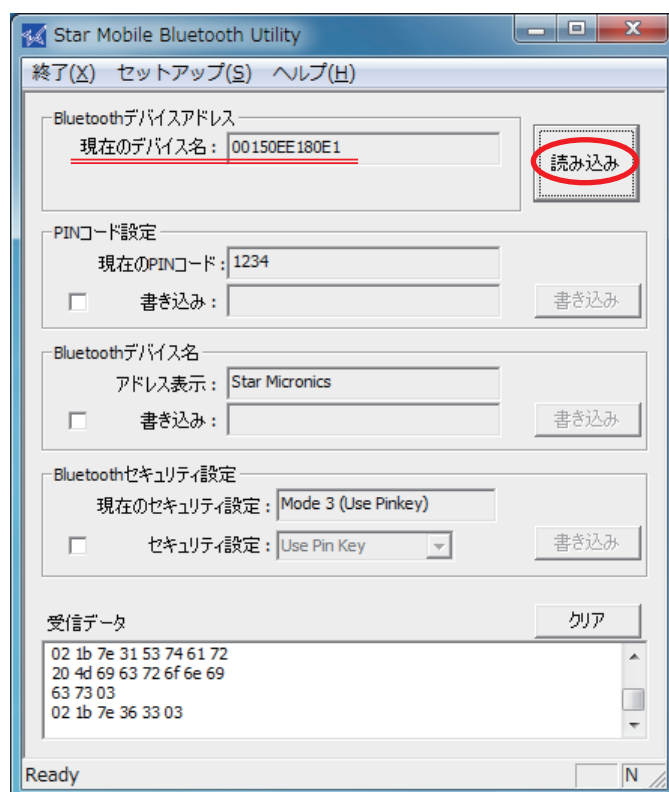 Star Mobile Bluetooth Utility
終了(X) セットアップ(S) ヘルプ(H)
Bluetoothデバイスアドレス
現在のデバイス名: 00150EE180E1
読み込み
PINコード設定
現在のPINコード: 1234
書き込み: 書き込み
Bluetoothデバイス名
アドレス表示: Star Micronics
書き込み: 書き込み
Bluetoothセキュリティ設定
現在のセキュリティ設定: Mode 3 (Use Pinkey)
セキュリティ設定: Use Pin Key 書き込み
受信データ クリア
02 1b 7e 31 53 74 61 72
20 4d 69 63 72 6f 6e 69
63 73 03
02 1b 7e 36 33 03
Ready N